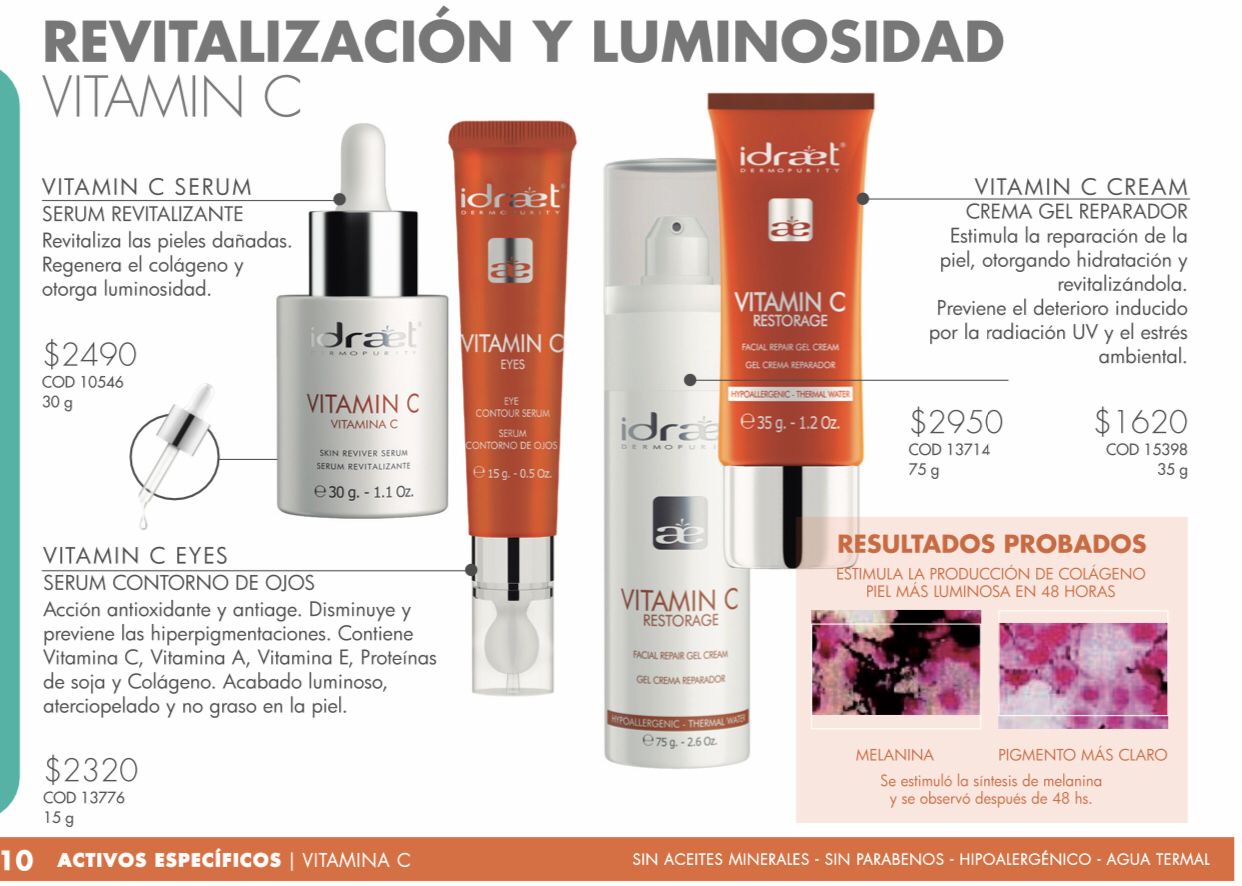 REVITALIZACIÓN Y LUMINOSIDAD
VITAMIN C
VITAMIN C SERUM
SERUM REVITALIZANTE
Revitaliza las pieles dañadas.
Regenera el colágeno y
otorga luminosidad.
$2490
COD 10546
30 g
idraet®
DERMOPURITY
VITAMIN C
VITAMINA C
SKIN REVIVER SERUM
SERUM REVITALIZANTE
℮30 g. - 1.1 Oz.
idraet®
DERMOPURITY
æ
VITAMIN C
EYES
EYE
CONTOUR SERUM
SERUM
CONTORNO DE OJOS
℮ 15 g. - 0.5 Oz.
idraet
DERMOPURITY
æ
VITAMIN C
RESTORAGE
FACIAL REPAIR GEL CREAM
GEL CREMA REPARADOR
HYPOALLERGENIC - THERMAL WATER
℮75 g. - 2.6 Oz.
idraet®
DERMOPURITY
æ
VITAMIN C
RESTORAGE
FACIAL REPAIR GEL CREAM
GEL CREMA REPARADOR
HYPOALLERGENIC - THERMAL WATER
℮35 g. - 1.2 Oz.
VITAMIN C CREAM
CREMA GEL REPARADOR
Estimula la reparación de la
piel, otorgando hidratación y
revitalizándola.
Previene el deterioro inducido
por la radiación UV y el estrés
ambiental.
$2950
COD 13714
75 g
$1620
COD 15398
35 g
VITAMIN C EYES
SERUM CONTORNO DE OJOS
Acción antioxidante y antiage. Disminuye y
previene las hiperpigmentaciones. Contiene
Vitamina C, Vitamina A, Vitamina E, Proteínas
de soja y Colágeno. Acabado luminoso,
aterciopelado y no graso en la piel.
$2320
COD 13776
15 g
RESULTADOS PROBADOS
ESTIMULA LA PRODUCCIÓN DE COLÁGENO
PIEL MÁS LUMINOSA EN 48 HORAS
MELANINA
PIGMENTO MÁS CLARO
Se estimuló la síntesis de melanina
y se observó después de 48 hs.
10 ACTIVOS ESPECÍFICOS | VITAMINA C
SIN ACEITES MINERALES - SIN PARABENOS - HIPOALERGÉNICO - AGUA TERMAL